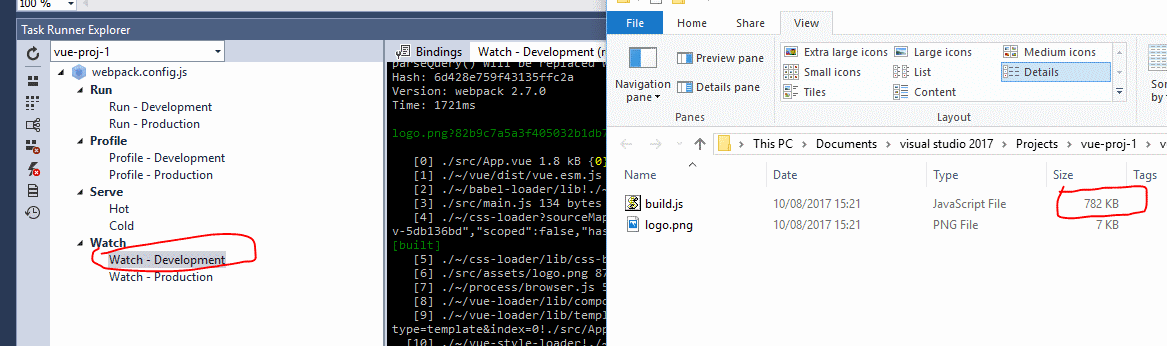 100 %
Task Runner Explorer
vue-proj-1
webpack.config.js
Run
Run - Development
Run - Production
Profile
Profile - Development
Profile - Production
Serve
Hot
Cold
Watch
Watch - Development
Watch - Production
Bindings
Watch - Development (r
parseQuery() will be replaced w
Hash: 6d428e759f43135ffc2a
Version: webpack 2.7.0
Time: 1721ms
logo.png?82b9c7a5a3f405032b1db7
[0] ./src/App.vue 1.8 kB {0}
[1] ./~/vue/dist/vue.esm.js
[2] ./~/babel-loader/lib!./~
[3] ./src/main.js 134 bytes
[4] ./~/css-loader?sourceMap
v-5db136bd","scoped":false,"has
[built]
[5] ./~/css-loader/lib/css-b
[6] ./src/assets/logo.png 87
[7] ./~/process/browser.js 5
[8] ./~/vue-loader/lib/compo
[9] ./~/vue-loader/lib/templ
type=template&index=0!./src/App
[10] ./~/vue-style-loader!./~
File Home Share View
Navigation pane
Preview pane
Details pane
Panes
Extra large icons Large icons Medium icons
Small icons List Details
Tiles Content
Layout
This PC Documents visual studio 2017 Projects vue-proj-1
Name Date modified Type Size Tags
build.js 10/08/2017 15:21 JavaScript File 782 KB
logo.png 10/08/2017 15:21 PNG File 7 KB